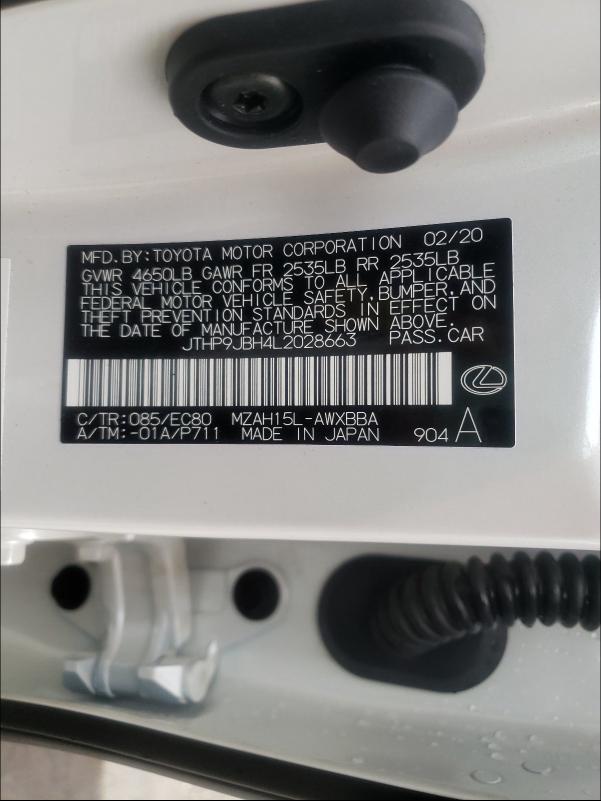 MFD.BY:TOYOTA MOTOR CORPORATION 02/20
GVWR 4650LB GAWR FR 2535LB RR 2535LB
THIS VEHICLE CONFORMS TO ALL APPLICABLE
FEDERAL MOTOR VEHICLE SAFETY,BUMPER,AND
THEFT PREVENTION STANDARDS IN EFFECT ON
THE DATE OF MANUFACTURE SHOWN ABOVE.
JTHP9JBH4L2028663 PASS.CAR
C/TR:085/EC80 MZAH15L-AWXBBA
A/TM:-01A/P711 MADE IN JAPAN 904 A